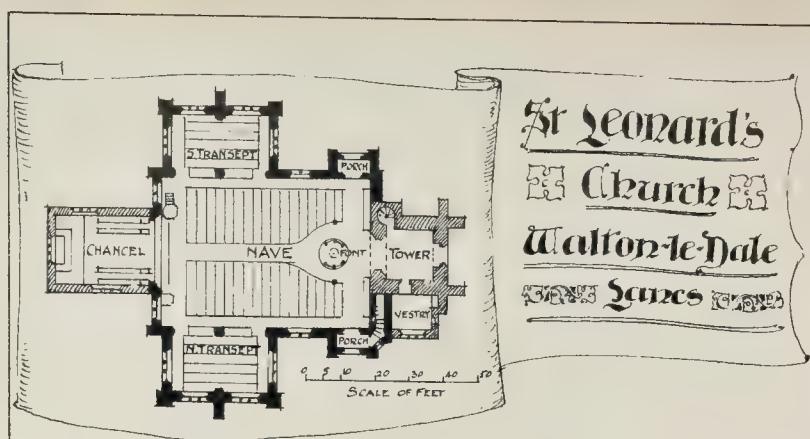 St Leonard's
Church
Walton-le-Dale
Lancs
S. TRANSEPT
PORCH
CHANCEL
NAVE
FONT
TOWER
VESTRY
PORCH
N. TRANSEPT
0 5 10 20 30 40 50
SCALE OF FEET